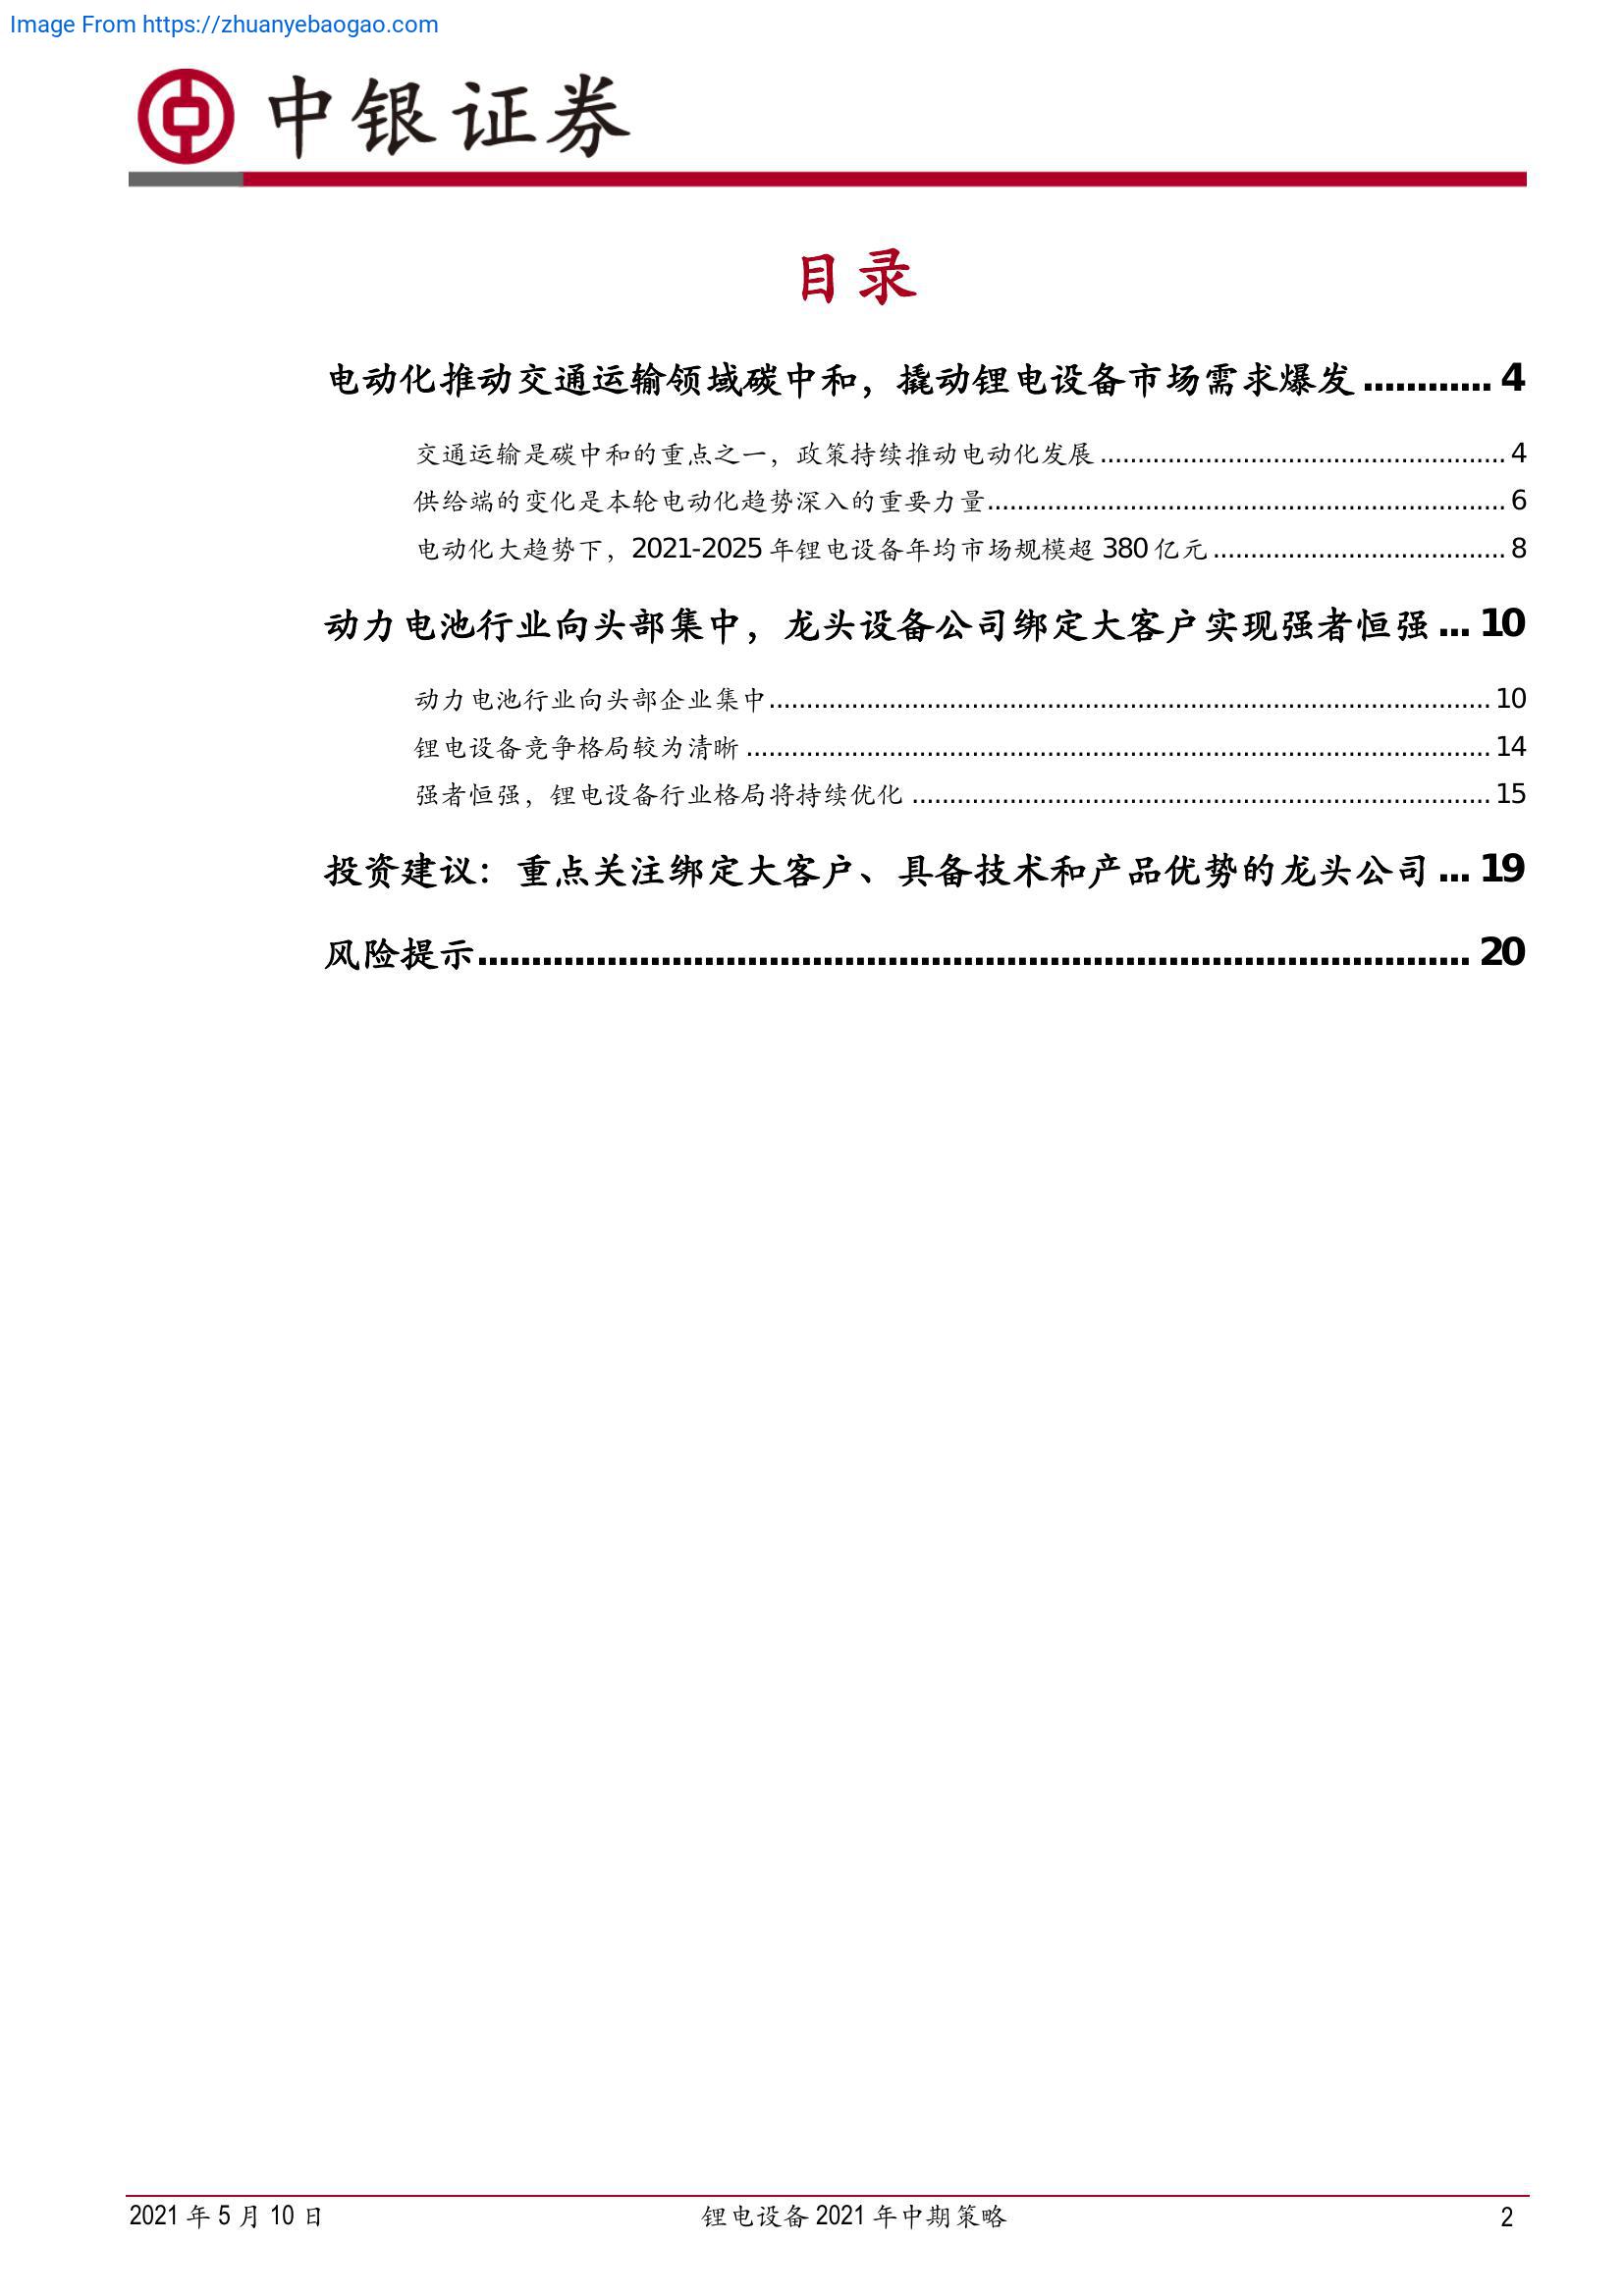 Image From https://zhuanyebaogao.com
中银证券
目录
电动化推动交通运输领域碳中和，撬动锂电设备市场需求爆发............ 4
交通运输是碳中和的重点之一，政策持续推动电动化发展...................................................... 4
供给端的变化是本轮电动化趋势深入的重要力量..................................................................... 6
电动化大趋势下，2021-2025 年锂电设备年均市场规模超 380 亿元....................................... 8
动力电池行业向头部集中，龙头设备公司绑定大客户实现强者恒强... 10
动力电池行业向头部企业集中................................................................................................ 10
锂电设备竞争格局较为清晰 ................................................................................................... 14
强者恒强，锂电设备行业格局将持续优化 ............................................................................. 15
投资建议：重点关注绑定大客户、具备技术和产品优势的龙头公司... 19
风险提示............................................................................................ 20
2021 年 5 月 10 日 锂电设备 2021 年中期策略 2